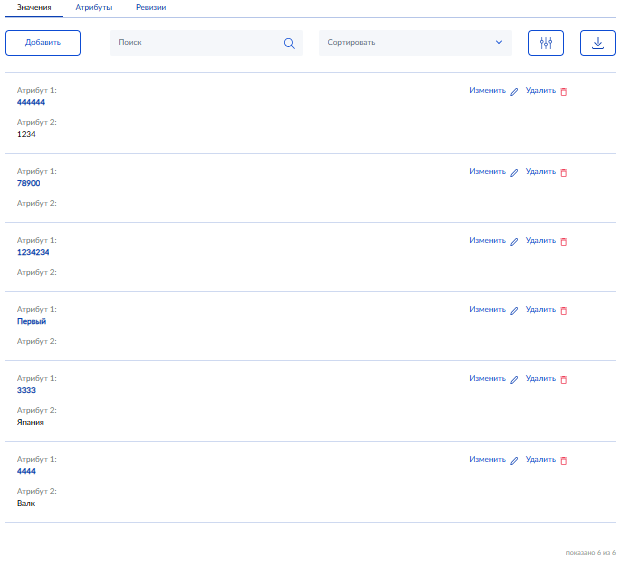 Значения Атрибуты Ревизии
Добавить Поиск Сортировать
Атрибут 1: Изменить Удалить
444444
Атрибут 2:
1234
Атрибут 1: Изменить Удалить
78900
Атрибут 2:
Атрибут 1: Изменить Удалить
1234234
Атрибут 2:
Атрибут 1: Изменить Удалить
Первый
Атрибут 2:
Атрибут 1: Изменить Удалить
3333
Атрибут 2:
Япания
Атрибут 1: Изменить Удалить
4444
Атрибут 2:
Валк
показано 6 из 6